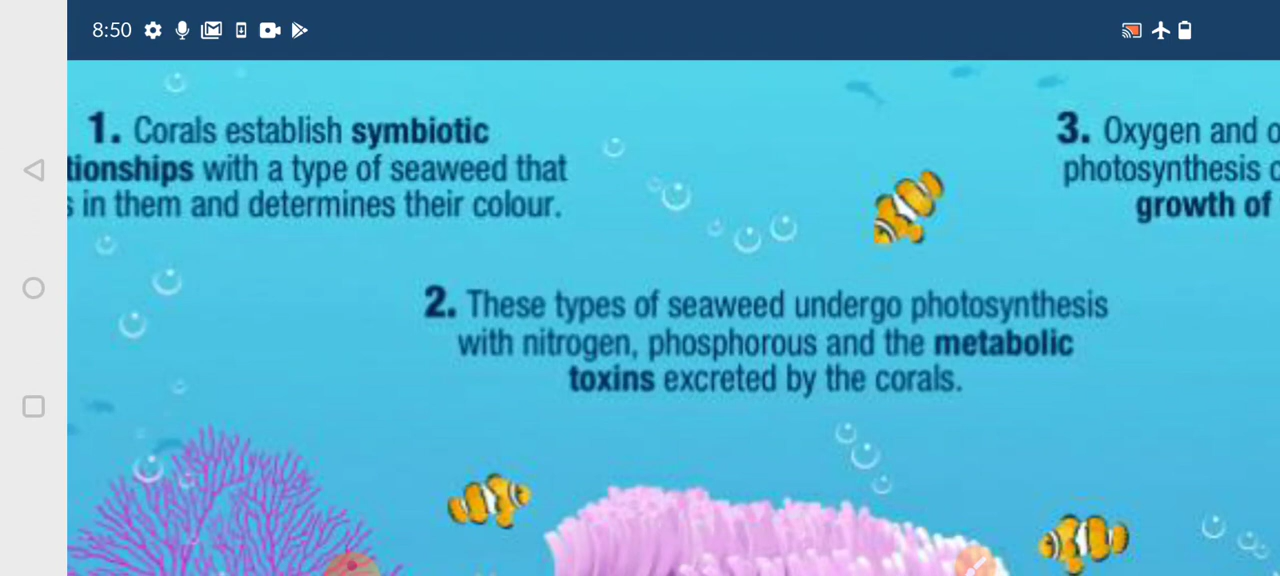 8:50
1. Corals establish symbiotic
tionships with a type of seaweed that
s in them and determines their colour.
3. Oxygen and o
photosynthesis c
growth of
2. These types of seaweed undergo photosynthesis
with nitrogen, phosphorous and the metabolic
toxins excreted by the corals.